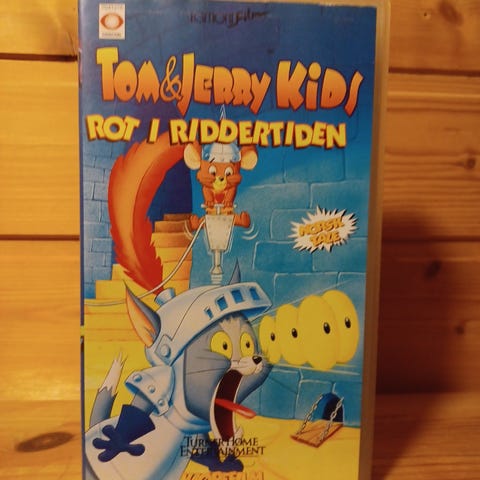 TOM & JERRY KIDS
ROT I RIDDERTIDEN
NORSK
TALE
TURNER HOME
ENTERTAINMENT